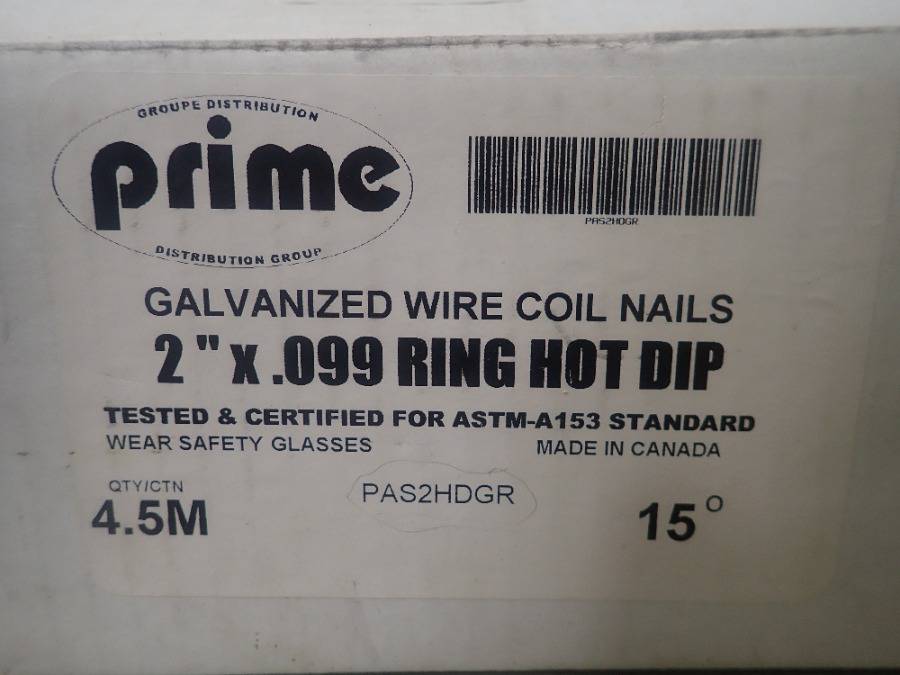 GROUPE DISTRIBUTION
prime
DISTRIBUTION GROUP
PAS2HDGR
GALVANIZED WIRE COIL NAILS
2" x .099 RING HOT DIP
TESTED & CERTIFIED FOR ASTM-A153 STANDARD
WEAR SAFETY GLASSES MADE IN CANADA
QTY/CTN
4.5M PAS2HDGR 15°